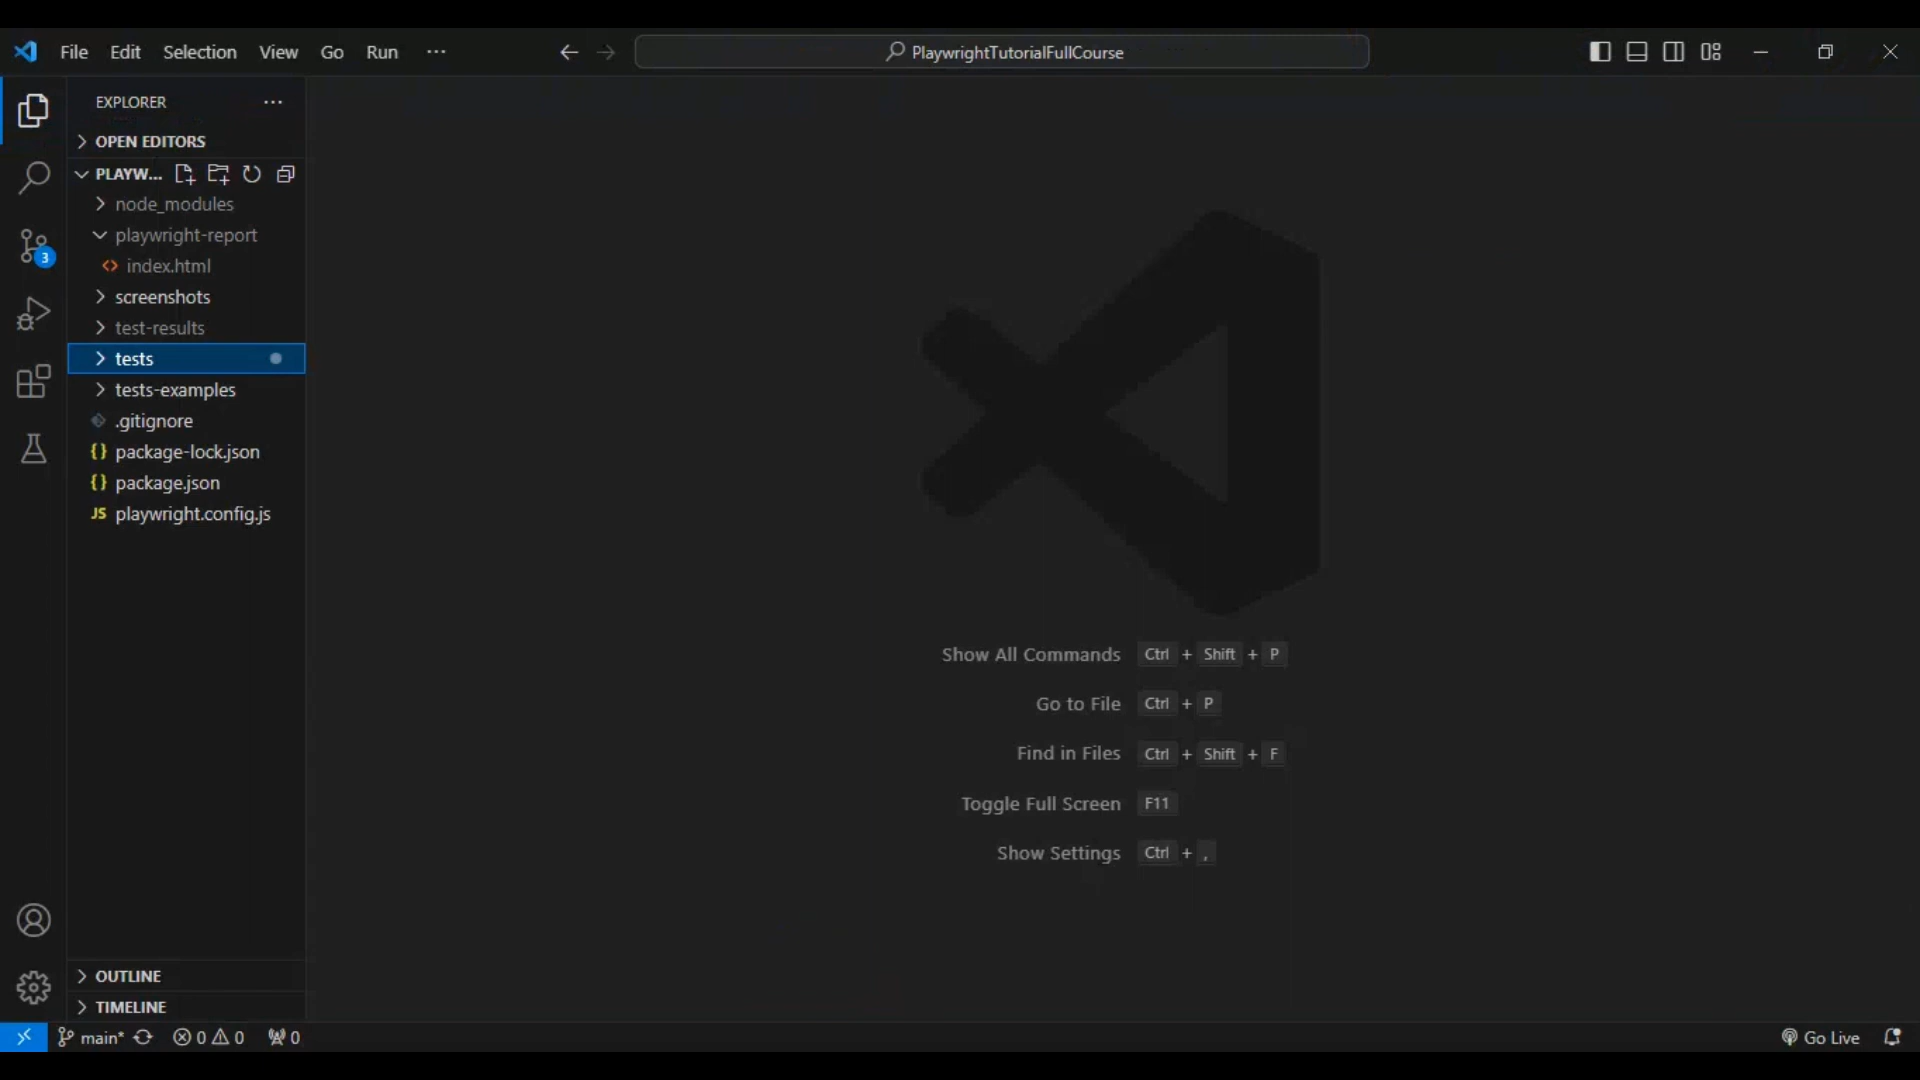 File Edit Selection View Go Run ···
PlaywrightTutorialFullCourse
EXPLORER
OPEN EDITORS
PLAYW...
node_modules
playwright-report
<> index.html
screenshots
test-results
tests
tests-examples
.gitignore
{} package-lock.json
{} package.json
JS playwright.config.js
3
Show All Commands Ctrl + Shift + P
Go to File Ctrl + P
Find in Files Ctrl + Shift + F
Toggle Full Screen F11
Show Settings Ctrl + ,
OUTLINE
TIMELINE
main* 0 0 0 Go Live